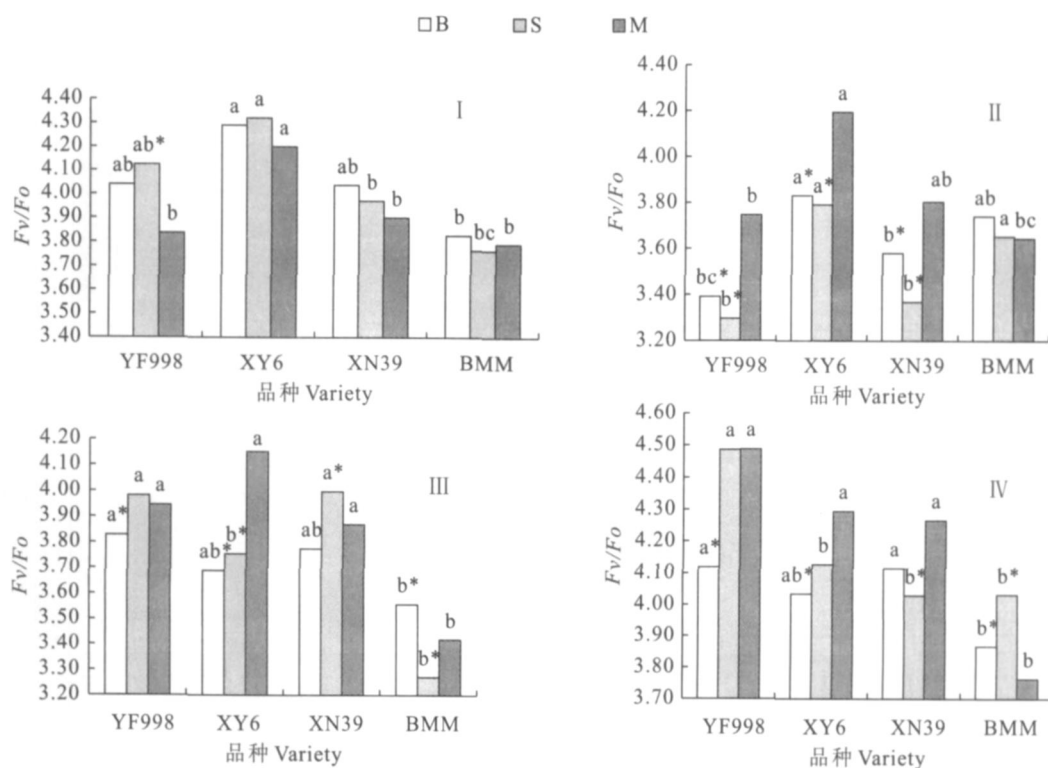 B S M
Fv/Fo
4.40
4.30
4.20
4.10
4.00
3.90
3.80
3.70
3.60
3.50
3.40
I
ab ab* b
a a a
ab b b
b bc b
YF998 XY6 XN39 BMM
品种 Variety
Fv/Fo
4.40
4.20
4.00
3.80
3.60
3.40
3.20
II
bc* b* b
a* a* a
b* b* ab
ab a bc
YF998 XY6 XN39 BMM
品种 Variety
Fv/Fo
4.20
4.10
4.00
3.90
3.80
3.70
3.60
3.50
3.40
3.30
3.20
III
a* a a
ab* b* a
ab a* a
b* b* b
YF998 XY6 XN39 BMM
品种 Variety
Fv/Fo
4.60
4.50
4.40
4.30
4.20
4.10
4.00
3.90
3.80
3.70
IV
a* a a
ab* b a
a b* a
b* b* b
YF998 XY6 XN39 BMM
品种 Variety